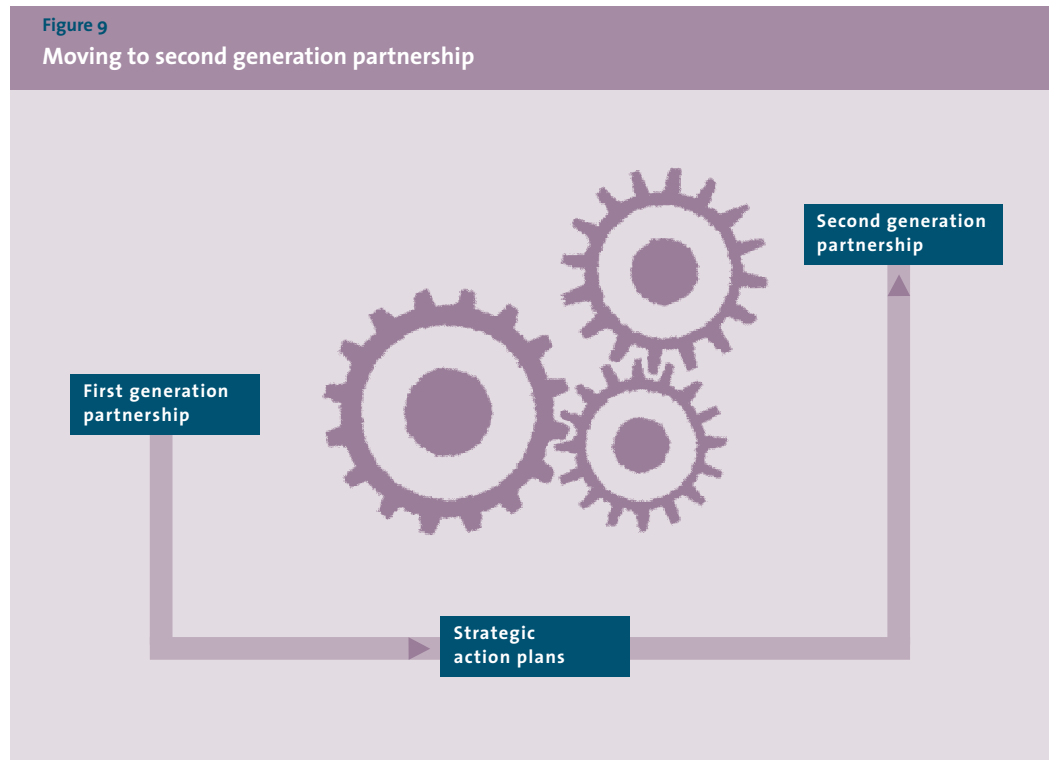 Figure 9
Moving to second generation partnership
Second generation
partnership
First generation
partnership
Strategic
action plans